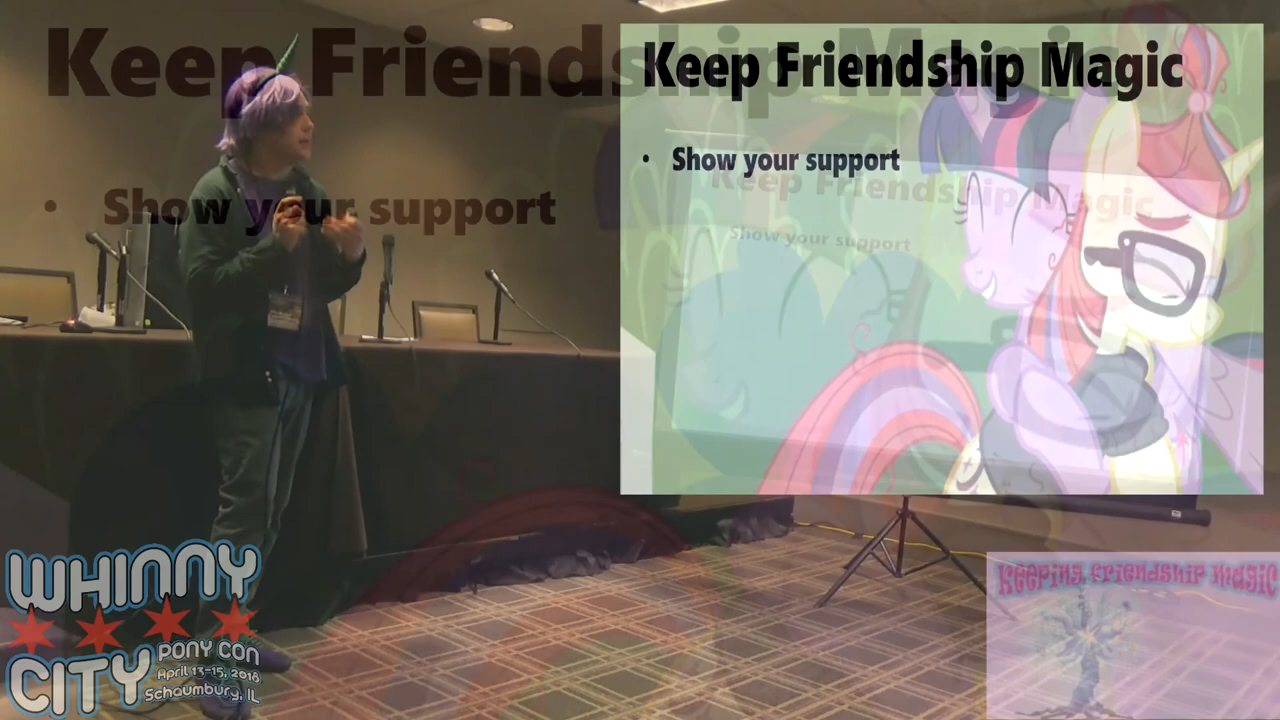 Keep Friendship Magic
• Show your support
Keep Friendship Magic
• Show your support
Keep Friendship Magic
Show your support
WHINNY
CITY
PONY CON
April 13-15, 2018
Schaumburg, IL
Keeping Friendship Magic